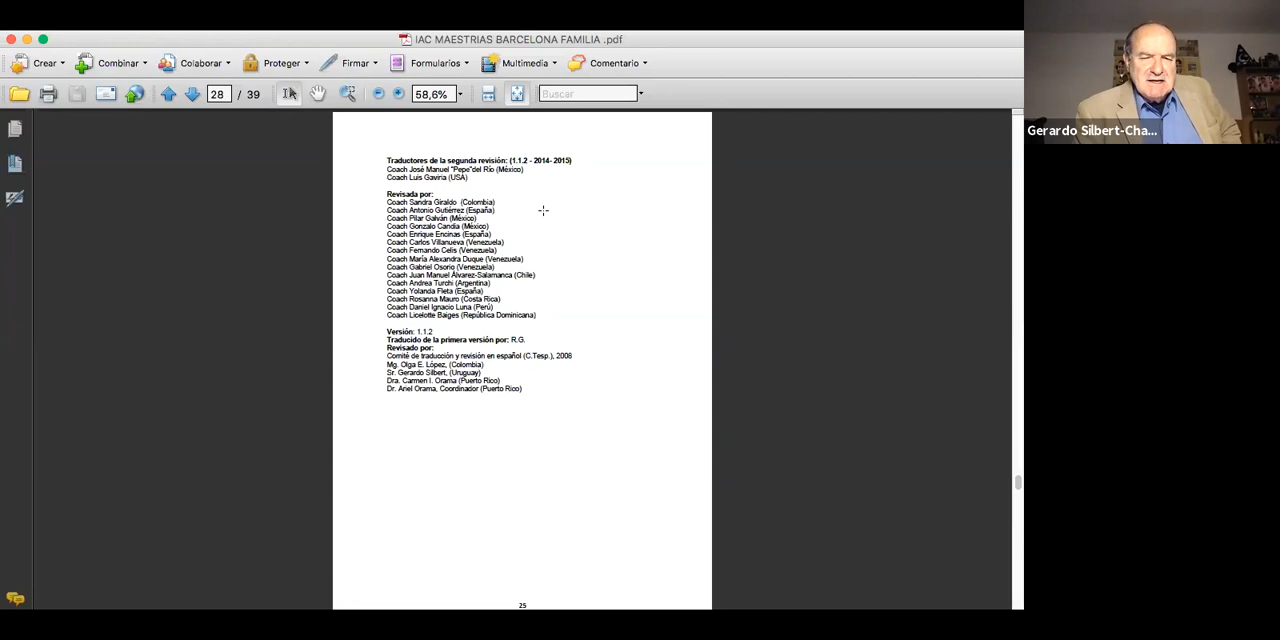 IAC MAESTRIAS BARCELONA FAMILIA .pdf
Crear Combinar Colaborar Proteger Firmar Formularios Multimedia Comentario
28 / 39 58,6% Buscar
Gerardo Silbert-Cha...
Traductores de la segunda revisión: (1.1.2 - 2014- 2015)
Coach José Manuel "Pepe"del Río (México)
Coach Luis Gaviria (USA)
Revisada por:
Coach Sandra Giraldo (Colombia)
Coach Antonio Gutiérrez (España)
Coach Pilar Galván (México)
Coach Gonzalo Candia (México)
Coach Enrique Encinas (España)
Coach Carlos Villanueva (Venezuela)
Coach Fernando Celis (Venezuela)
Coach María Alexandra Duque (Venezuela)
Coach Gabriel Osorio (Venezuela)
Coach Juan Manuel Álvarez-Salamanca (Chile)
Coach Andrea Turchi (Argentina)
Coach Yolanda Fleta (España)
Coach Rosanna Mauro (Costa Rica)
Coach Daniel Ignacio Luna (Perú)
Coach Licelotte Baiges (República Dominicana)
Versión: 1.1.2
Traducido de la primera versión por: R.G.
Revisado por:
Comité de traducción y revisión en español (C.Tesp.), 2008
Mg. Olga E. López, (Colombia)
Sr. Gerardo Silbert, (Uruguay)
Dra. Carmen I. Orama (Puerto Rico)
Dr. Ariel Orama, Coordinador (Puerto Rico)
25